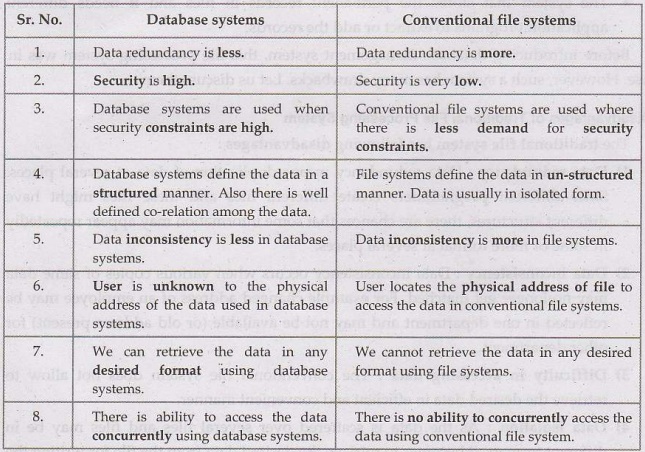 Sr. No. Database systems Conventional file systems
1. Data redundancy is less. Data redundancy is more.
2. Security is high. Security is very low.
3. Database systems are used when Conventional file systems are used where
security constraints are high. there is less demand for security
constraints.
4. Database systems define the data in File systems define the data in un-structured
structured manner. Also there is well manner. Data is usually in isolated form.
defined co-relation among the data.
5. Data inconsistency is less in database Data inconsistency is more in file systems.
systems.
6. User is unknown to the physical User locates the physical address of file to
address of the data used in database access the data in conventional file systems.
systems.
7. We can retrieve the data in any We cannot retrieve the data in any desired
desired format using database format using file systems.
systems.
8. There is ability to access the data There is no ability to concurrently access the
concurrently using database systems. data using conventional file system.